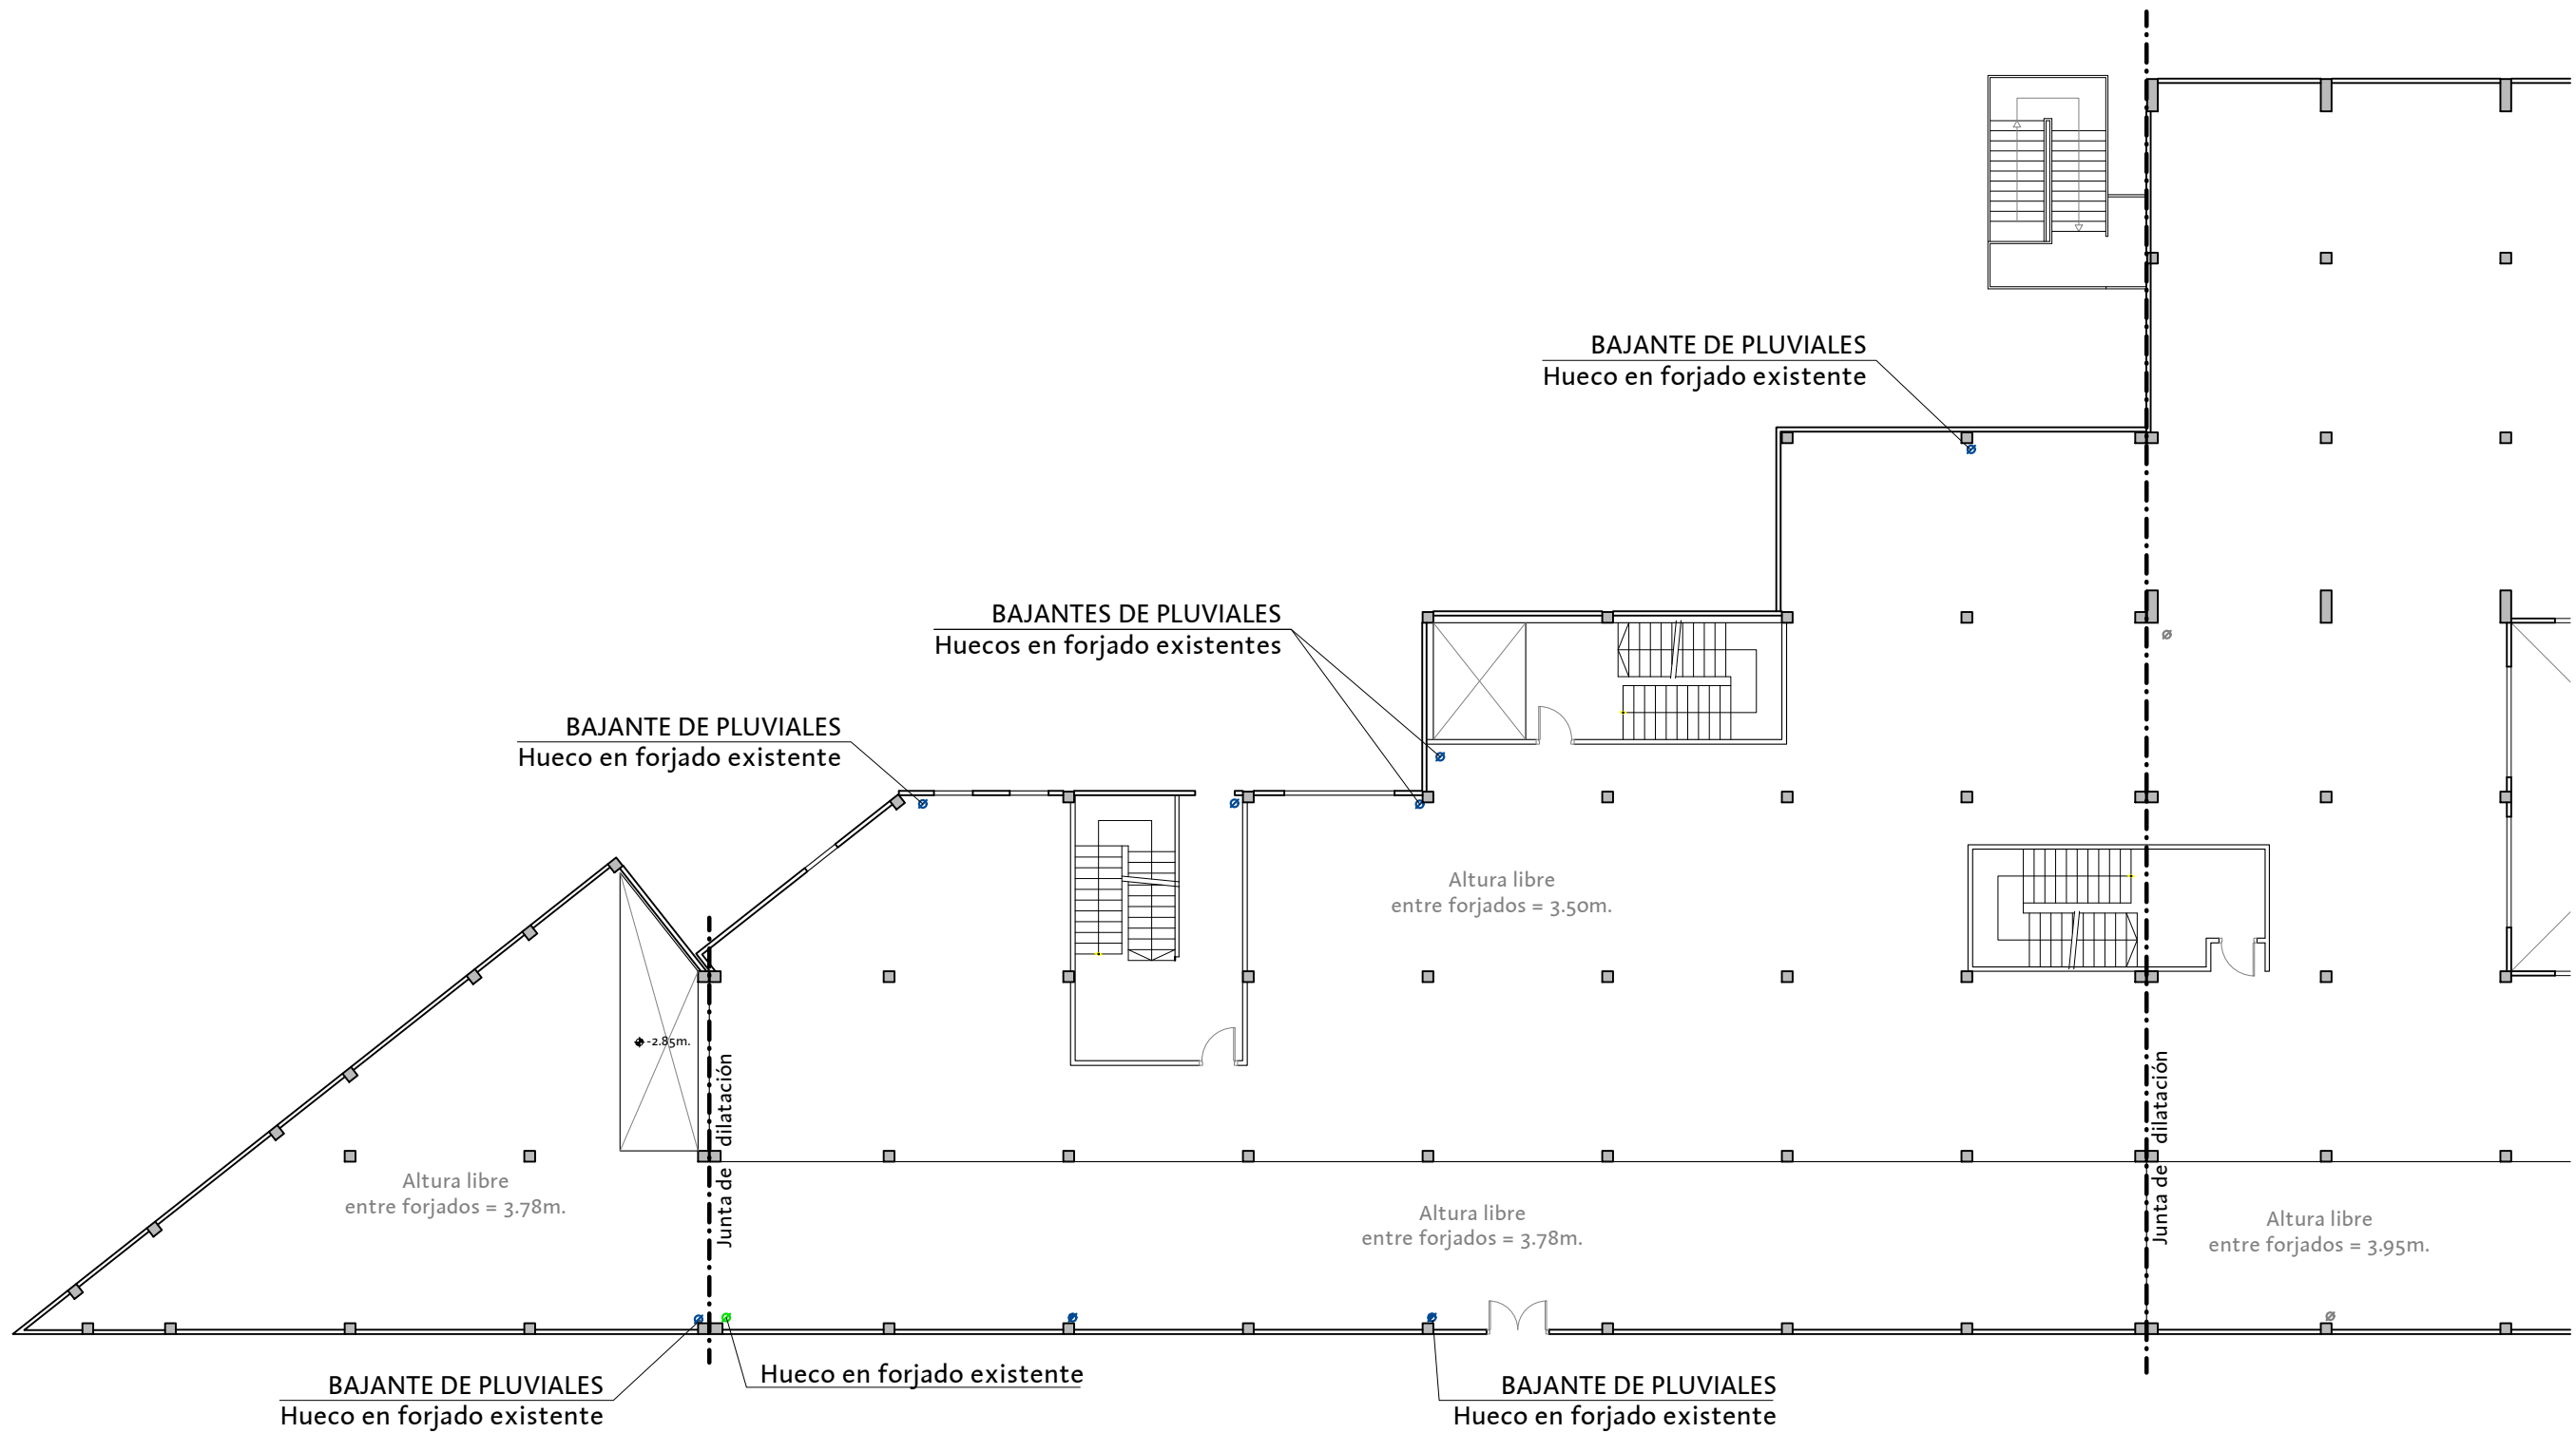 BAJANTE DE PLUVIALES
Hueco en forjado existente
BAJANTES DE PLUVIALES
Huecos en forjado existentes
BAJANTE DE PLUVIALES
Hueco en forjado existente
Altura libre
entre forjados = 3.50m.
-2.85m.
Junta de dilatación
Junta de dilatación
Altura libre
entre forjados = 3.78m.
Altura libre
entre forjados = 3.78m.
Altura libre
entre forjados = 3.95m.
Hueco en forjado existente
BAJANTE DE PLUVIALES
Hueco en forjado existente
BAJANTE DE PLUVIALES
Hueco en forjado existente